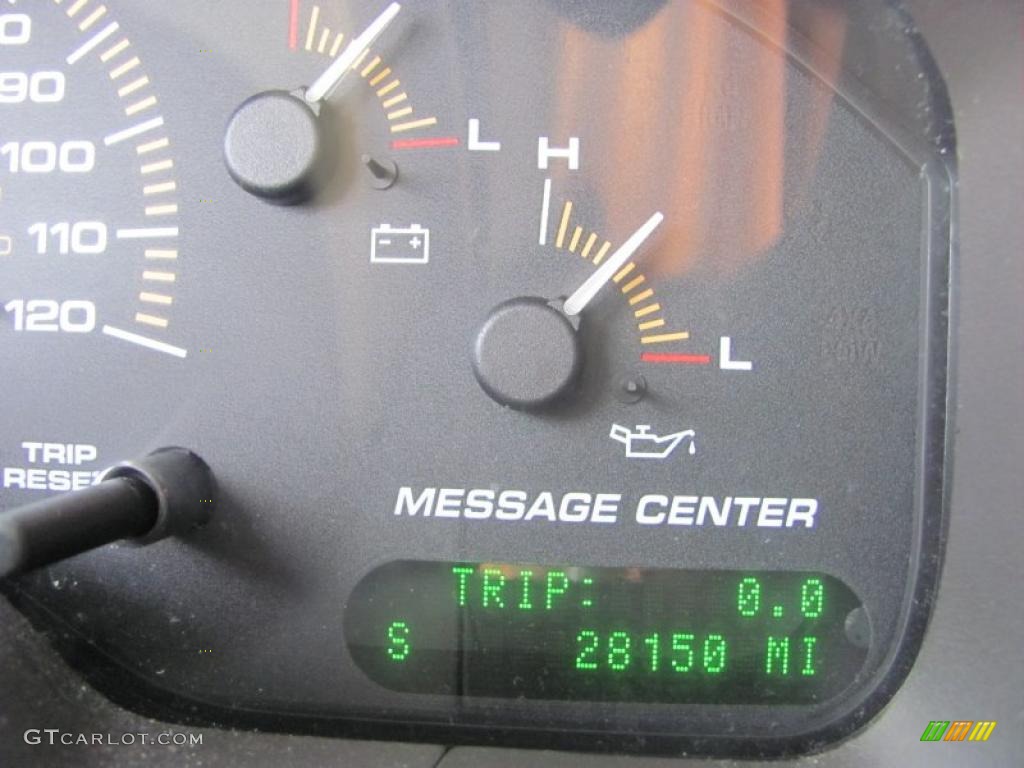 90
100
L
H
110
- +
120
L
TRIP
RESET
MESSAGE CENTER
TRIP: 0.0
S 28150 MI
GTCARLOT.COM